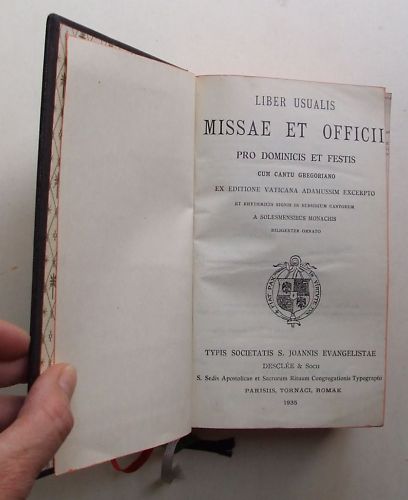 LIBER USUALIS
MISSAE ET OFFICII
PRO DOMINICIS ET FESTIS
CUM CANTU GREGORIANO
EX EDITIONE VATICANA ADAMUSSIM EXCERPTO
ET RHYTHMICIS SIGNIS IN SUBSIDIUM CANTORUM
A SOLESMENSIBUS MONACHIS
DILIGENTER ORNATO
TYPIS SOCIETATIS S. JOANNIS EVANGELISTAE
DESCLÉE & SOCII
S. Sedis Apostolicae et Sacrorum Rituum Congregationis Typographi
PARISIIS, TORNACI, ROMAE
1935